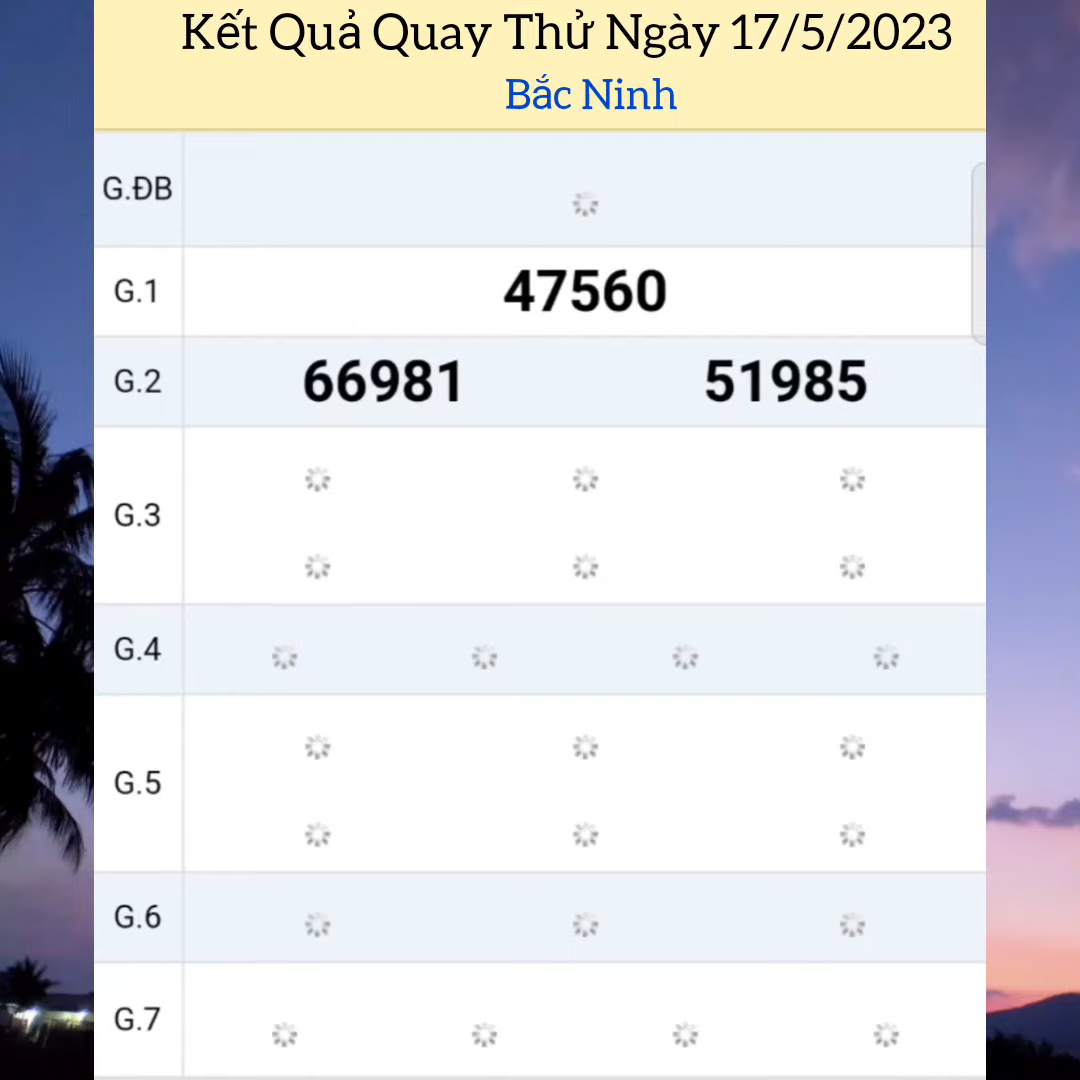 Kết Quả Quay Thử Ngày 17/5/2023
Bắc Ninh
G.ĐB
G.1 47560
G.2 66981 51985
G.3
G.4
G.5
G.6
G.7